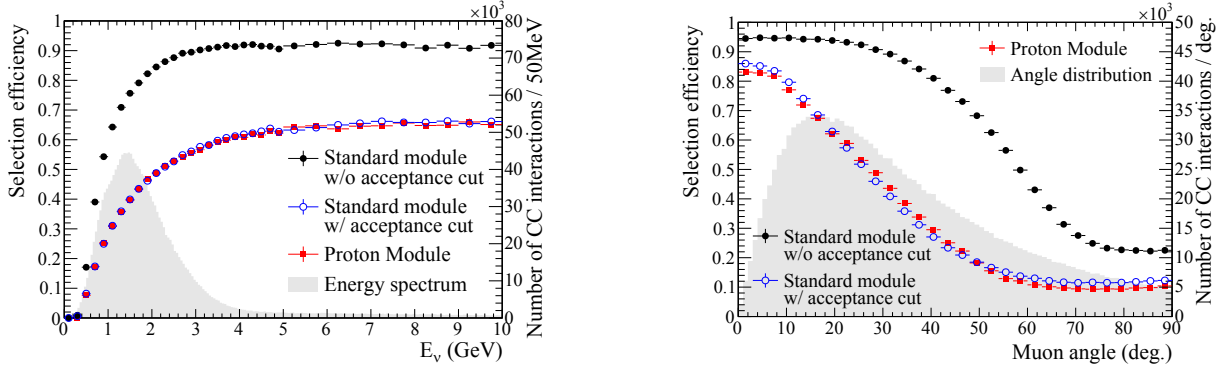 ×10³
Selection efficiency
1
0.9
0.8
0.7
0.6
0.5
0.4
0.3
0.2
0.1
0
Standard module
w/o acceptance cut
Standard module
w/ acceptance cut
Proton Module
Energy spectrum
80
70
60
50
40
30
20
10
0
Number of CC interactions / 50MeV
0 1 2 3 4 5 6 7 8 9 10
E_ν (GeV)
×10³
Selection efficiency
1
0.9
0.8
0.7
0.6
0.5
0.4
0.3
0.2
0.1
0
Proton Module
Angle distribution
Standard module
w/o acceptance cut
Standard module
w/ acceptance cut
50
45
40
35
30
25
20
15
10
5
0
Number of CC interactions / deg.
0 10 20 30 40 50 60 70 80 90
Muon angle (deg.)